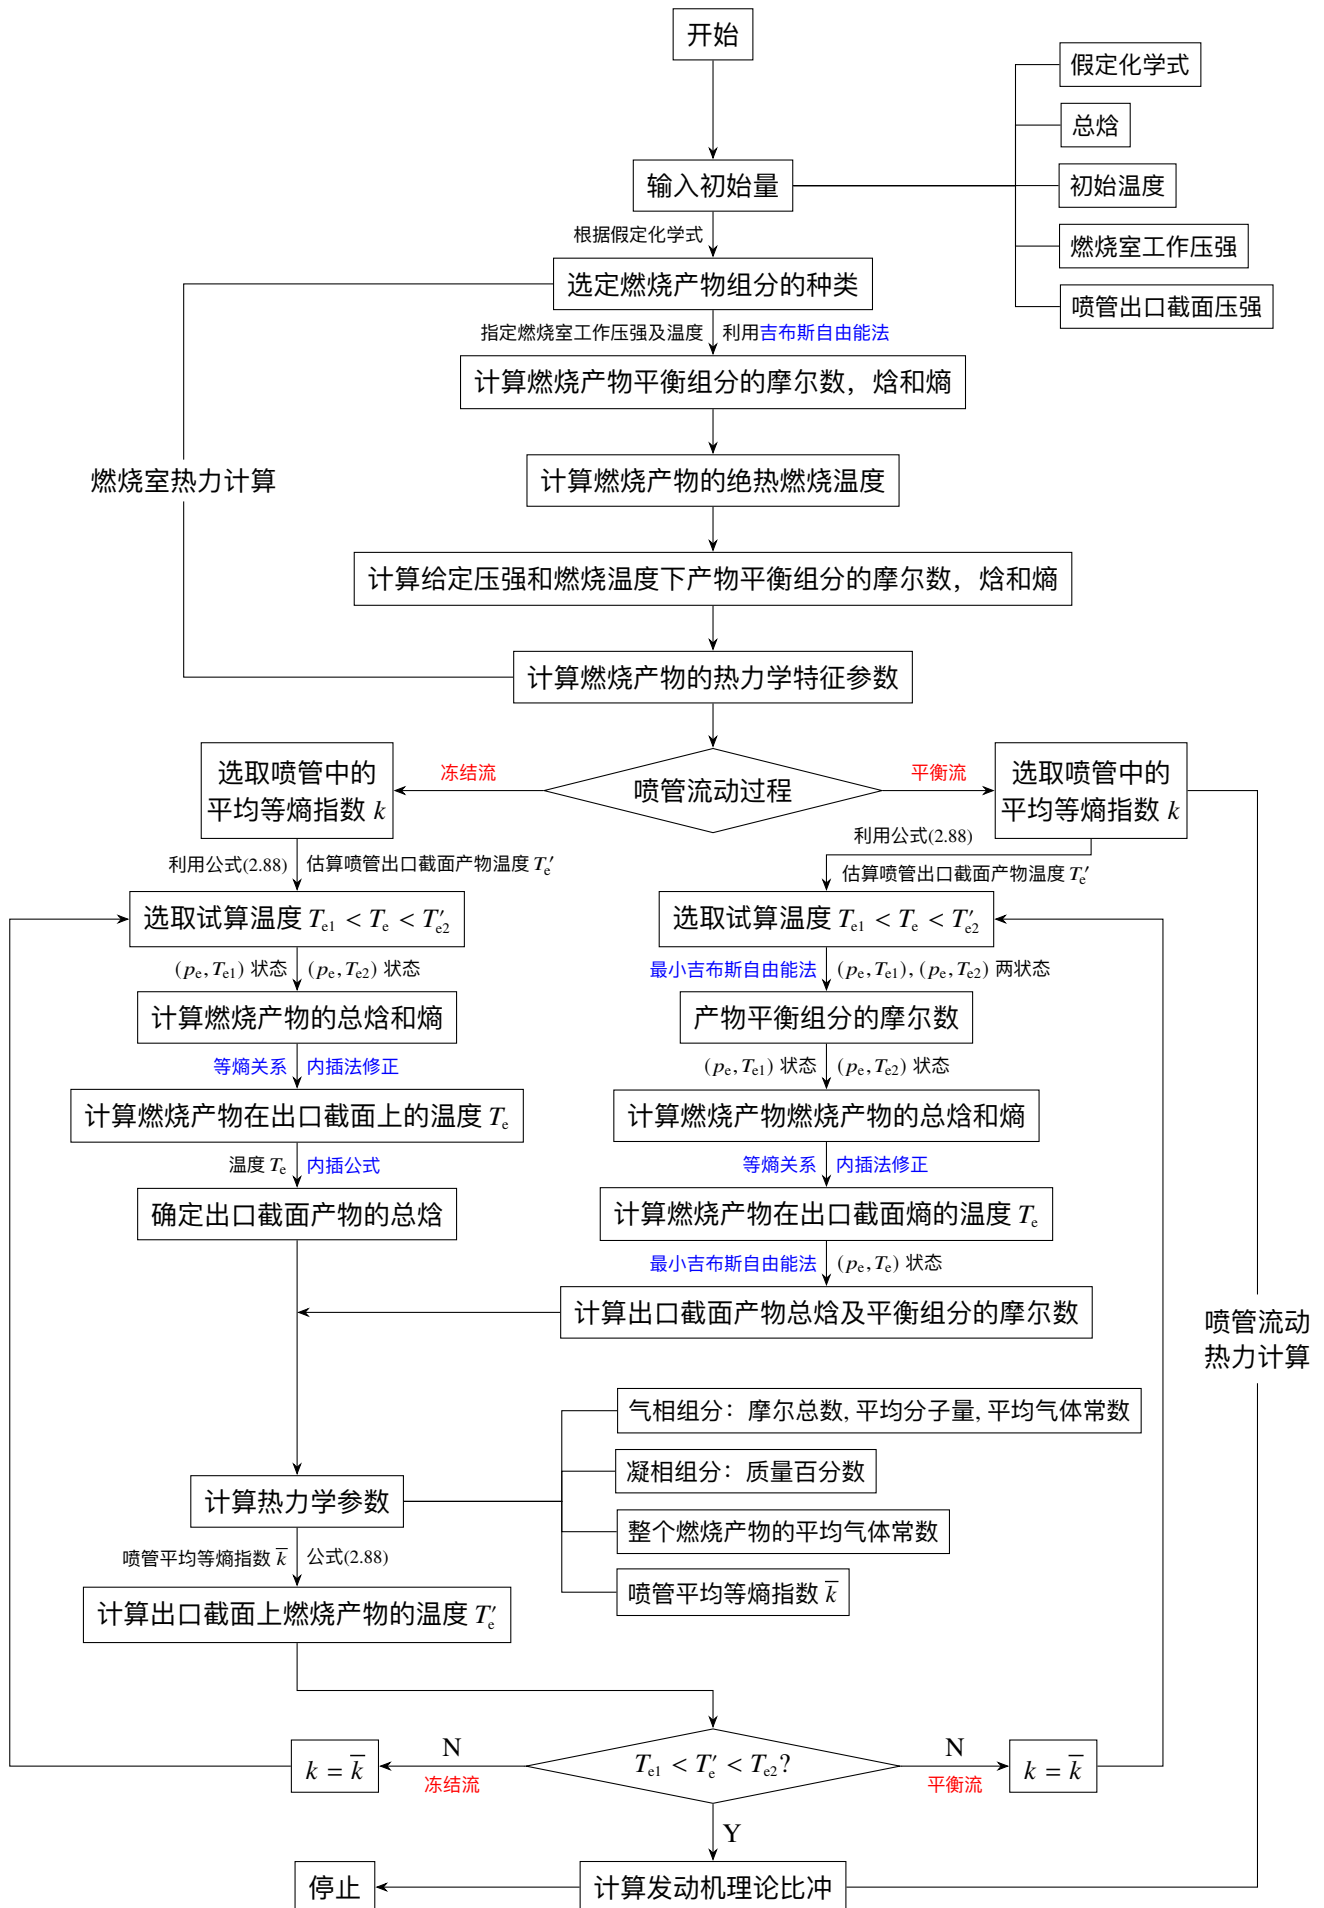 开始
假定化学式
总焓
初始温度
燃烧室工作压强
喷管出口截面压强
输入初始量
根据假定化学式
选定燃烧产物组分的种类
指定燃烧室工作压强及温度 利用吉布斯自由能法
计算燃烧产物平衡组分的摩尔数，焓和熵
计算燃烧产物的绝热燃烧温度
燃烧室热力计算
计算给定压强和燃烧温度下产物平衡组分的摩尔数，焓和熵
计算燃烧产物的热力学特征参数
喷管流动过程
冻结流
平衡流
选取喷管中的
平均等熵指数 k
利用公式(2.88) 估算喷管出口截面产物温度 T′e
选取试算温度 Te1 < Te < T′e2
(pe, Te1) 状态 (pe, Te2) 状态
计算燃烧产物的总焓和熵
等熵关系 内插法修正
计算燃烧产物在出口截面上的温度 Te
温度 Te 内插公式
确定出口截面产物的总焓
选取喷管中的
平均等熵指数 k
利用公式(2.88)
估算喷管出口截面产物温度 T′e
选取试算温度 Te1 < Te < T′e2
最小吉布斯自由能法 (pe, Te1), (pe, Te2) 两状态
产物平衡组分的摩尔数
(pe, Te1) 状态 (pe, Te2) 状态
计算燃烧产物燃烧产物的总焓和熵
等熵关系 内插法修正
计算燃烧产物在出口截面熵的温度 Te
最小吉布斯自由能法 (pe, Te) 状态
计算出口截面产物总焓及平衡组分的摩尔数
喷管流动
热力计算
计算热力学参数
气相组分：摩尔总数, 平均分子量, 平均气体常数
凝相组分：质量百分数
整个燃烧产物的平均气体常数
喷管平均等熵指数 k̅
喷管平均等熵指数 k̅ 公式(2.88)
计算出口截面上燃烧产物的温度 T′e
Te1 < T′e < Te2?
N
冻结流
k = k̅
N
平衡流
k = k̅
Y
计算发动机理论比冲
停止